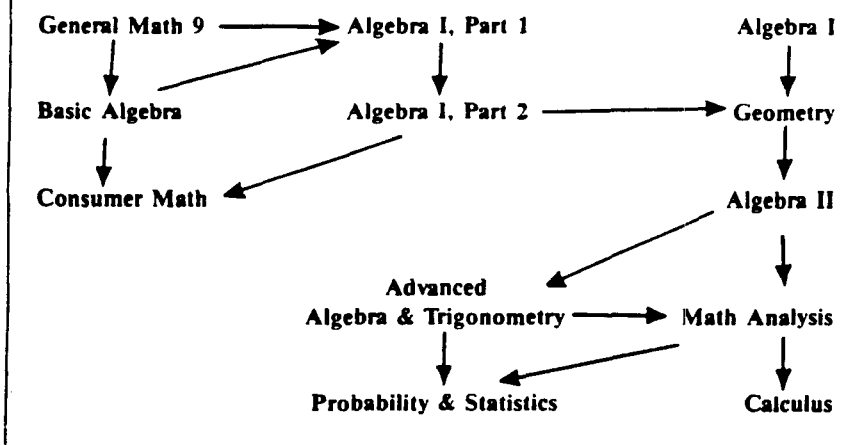 General Math 9
Algebra I, Part 1
Algebra I
Basic Algebra
Algebra I, Part 2
Geometry
Consumer Math
Algebra II
Advanced
Algebra & Trigonometry
Math Analysis
Probability & Statistics
Calculus